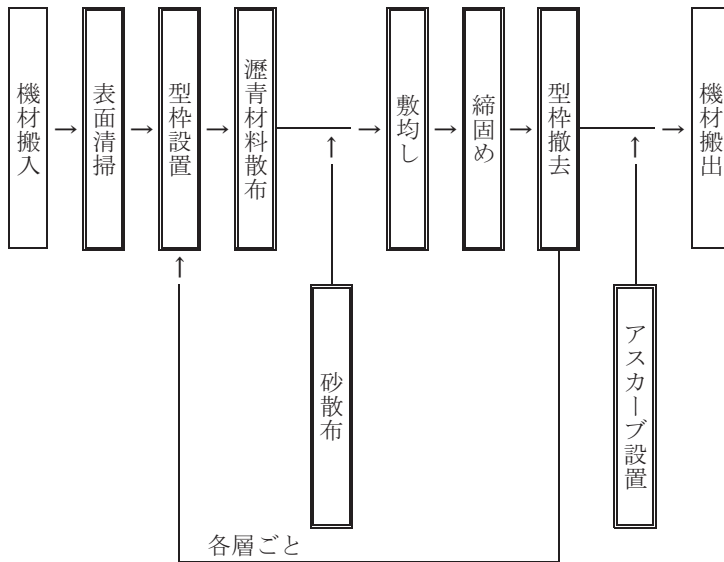 機材搬入
→
表面清掃
→
型枠設置
→
瀝青材料散布
→
敷均し
→
締固め
→
型枠撤去
→
機材搬出
↑
砂散布
↑
アスカーブ設置
↑
各層ごと